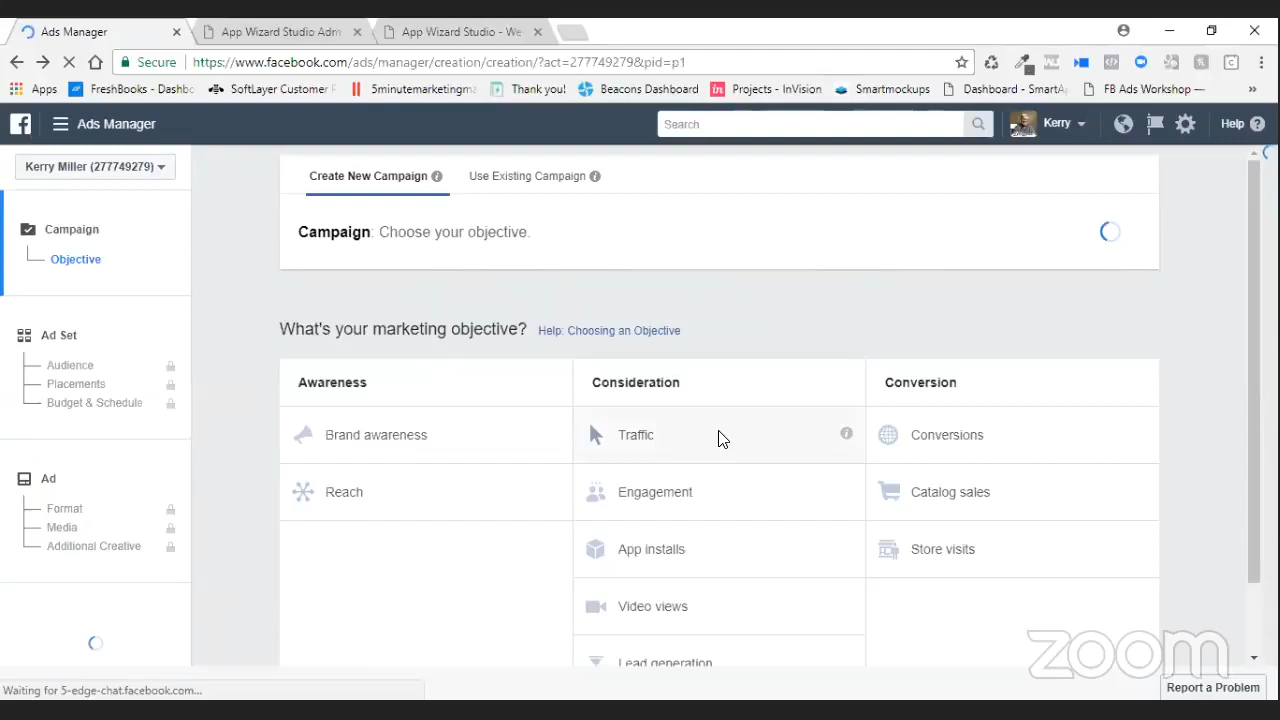 Ads Manager
App Wizard Studio Adm
App Wizard Studio - We
Secure
https://www.facebook.com/ads/manager/creation/creation/?act=277749279&pid=p1
Apps
FreshBooks - Dashbo
SoftLayer Customer P
5minutemarketingma
Thank you!
Beacons Dashboard
Projects - InVision
Smartmockups
Dashboard - SmartA
FB Ads Workshop —
»
Ads Manager
Search
Kerry
Help
Kerry Miller (277749279)
Create New Campaign
Use Existing Campaign
Campaign
Objective
Campaign: Choose your objective.
Ad Set
Audience
Placements
Budget & Schedule
What's your marketing objective? Help: Choosing an Objective
Awareness
Consideration
Conversion
Brand awareness
Traffic
Conversions
Reach
Engagement
Catalog sales
App installs
Store visits
Video views
Lead generation
Ad
Format
Media
Additional Creative
zoom
Waiting for 5-edge-chat.facebook.com...
Report a Problem